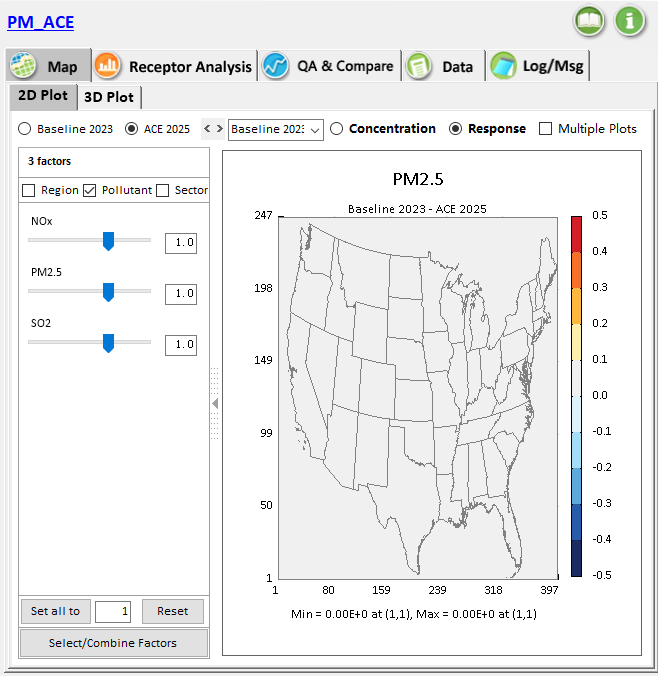 PM_ACE
Map Receptor Analysis QA & Compare Data Log/Msg
2D Plot 3D Plot
Baseline 2023 ACE 2025 < > Baseline 202 Concentration Response Multiple Plots
3 factors
Region Pollutant Sector
NOx
1.0
PM2.5
1.0
SO2
1.0
Set all to 1 Reset
Select/Combine Factors
PM2.5
Baseline 2023 - ACE 2025
247
198
149
99
50
1
1 80 159 239 318 397
0.5
0.4
0.3
0.2
0.1
0.0
-0.1
-0.2
-0.3
-0.4
-0.5
Min = 0.00E+0 at (1,1), Max = 0.00E+0 at (1,1)